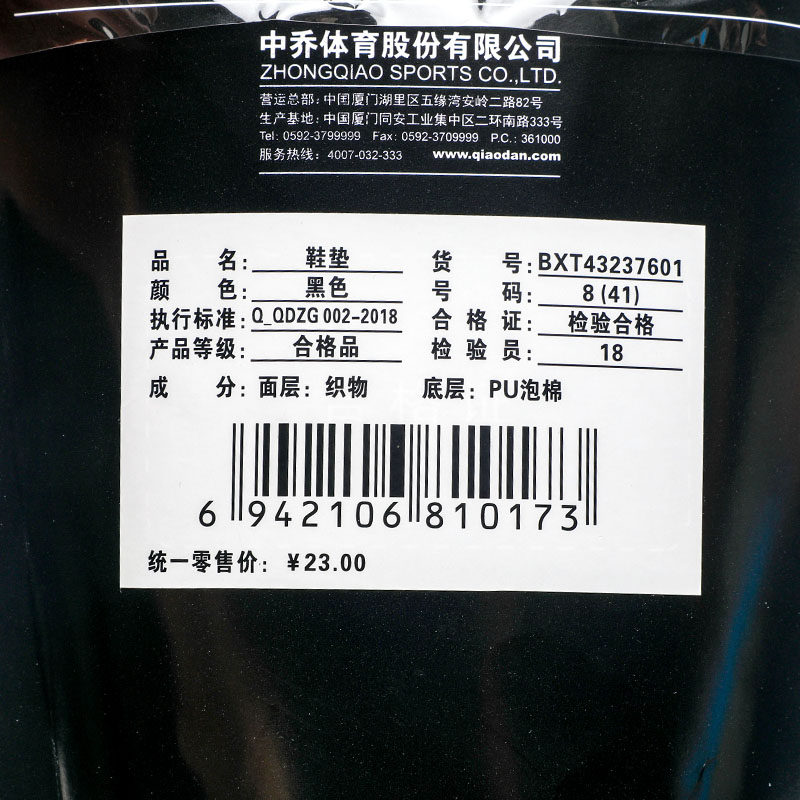 中乔体育股份有限公司
ZHONGQIAO SPORTS CO.,LTD.
营运总部：中国厦门湖里区五缘湾安岭二路82号
生产基地：中国厦门同安工业集中区二环南路333号
Tel: 0592-3799999 Fax: 0592-3709999 P.C.: 361000
服务热线：4007-032-333 www.qiaodan.com
品 名：鞋垫 货 号：BXT43237601
颜 色：黑色 号 码：8 (41)
执行标准：Q_QDZG 002-2018 合 格 证：检验合格
产品等级：合格品 检 验 员：18
成 分：面层：织物 底层：PU泡棉
6 942106 810173
统一零售价：￥23.00